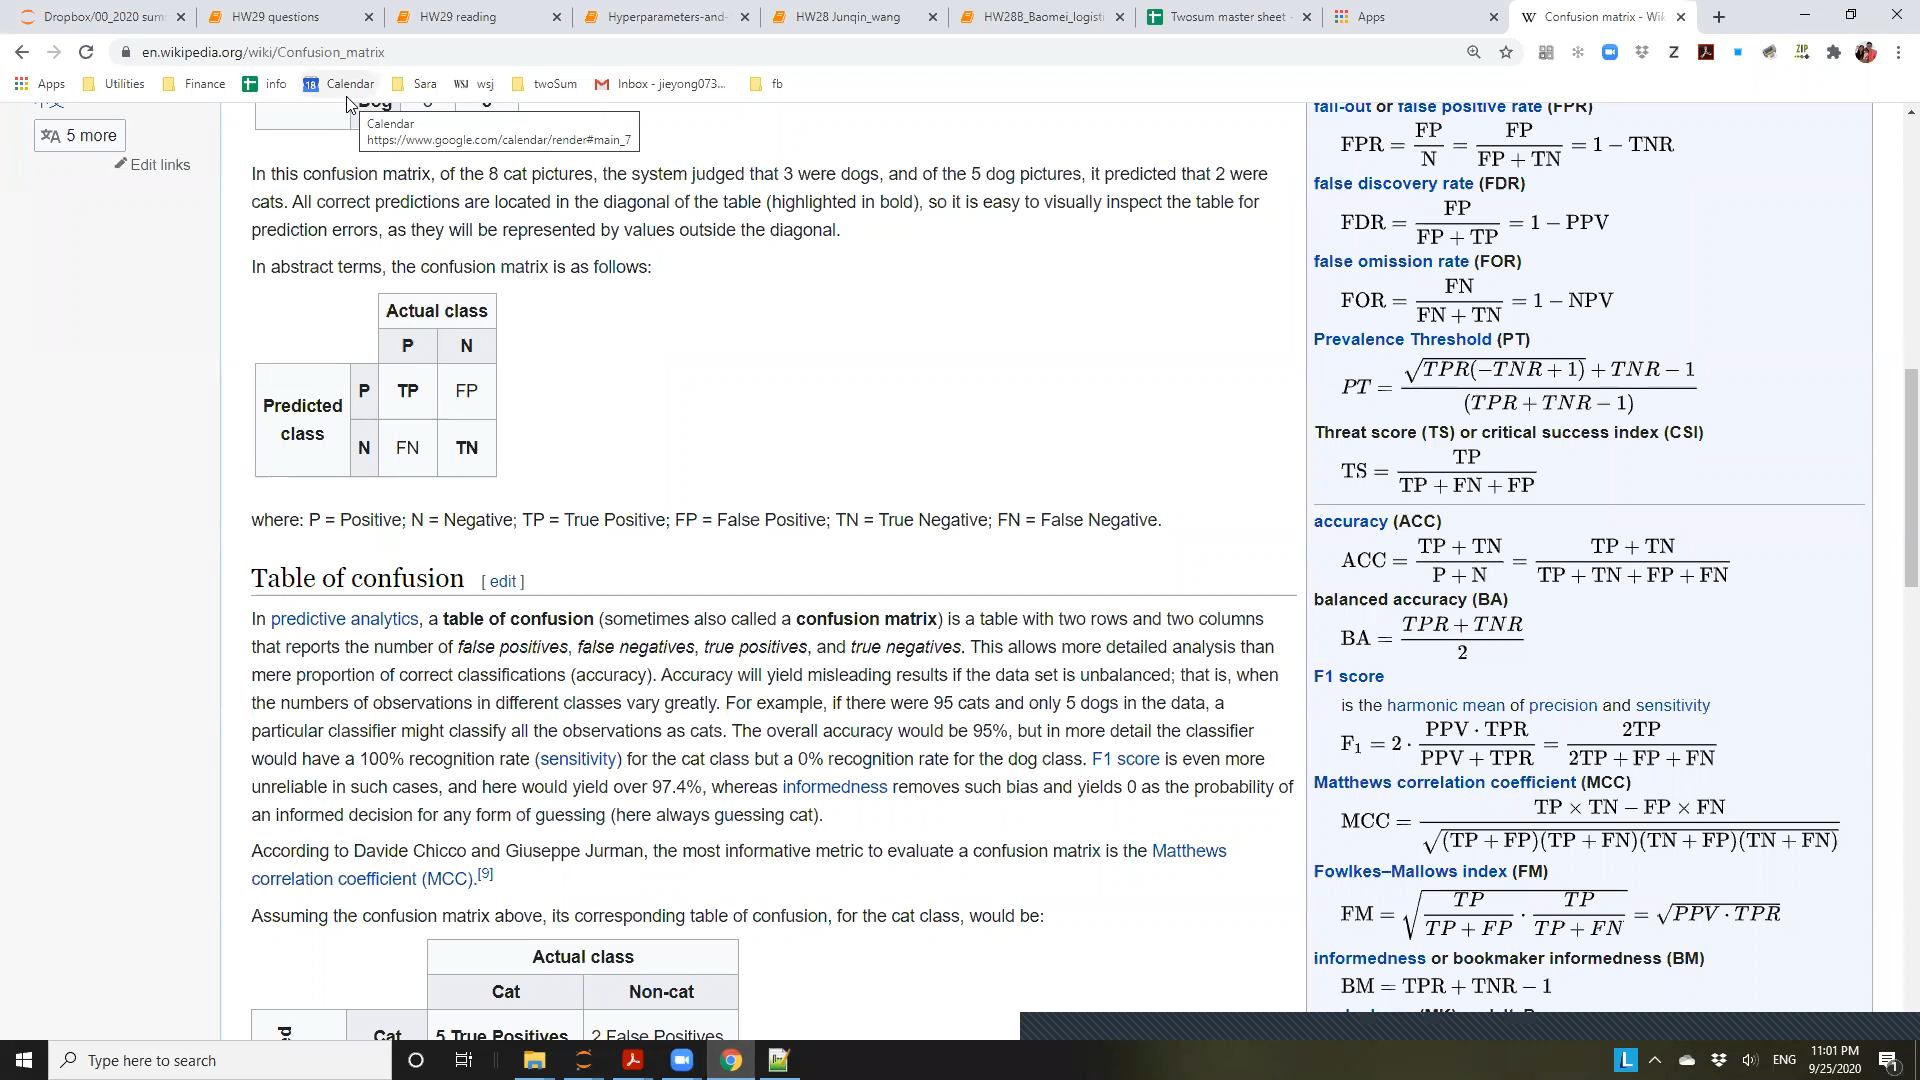 Dropbox/00_2020 sum
HW29 questions
HW29 reading
Hyperparameters-and-
HW28 Junqin_wang
HW28B_Baomei_logisti
Twosum master sheet -
Apps
Confusion matrix - Wik
en.wikipedia.org/wiki/Confusion_matrix
Apps
Utilities
Finance
info
Calendar
Sara
WSJ wsj
twoSum
Inbox - jieyong073...
fb
Calendar
https://www.google.com/calendar/render#main_7
5 more
Edit links
In this confusion matrix, of the 8 cat pictures, the system judged that 3 were dogs, and of the 5 dog pictures, it predicted that 2 were
cats. All correct predictions are located in the diagonal of the table (highlighted in bold), so it is easy to visually inspect the table for
prediction errors, as they will be represented by values outside the diagonal.
In abstract terms, the confusion matrix is as follows:
Actual class
P N
Predicted class
P TP FP
N FN TN
where: P = Positive; N = Negative; TP = True Positive; FP = False Positive; TN = True Negative; FN = False Negative.
Table of confusion [ edit ]
In predictive analytics, a table of confusion (sometimes also called a confusion matrix) is a table with two rows and two columns
that reports the number of false positives, false negatives, true positives, and true negatives. This allows more detailed analysis than
mere proportion of correct classifications (accuracy). Accuracy will yield misleading results if the data set is unbalanced; that is, when
the numbers of observations in different classes vary greatly. For example, if there were 95 cats and only 5 dogs in the data, a
particular classifier might classify all the observations as cats. The overall accuracy would be 95%, but in more detail the classifier
would have a 100% recognition rate (sensitivity) for the cat class but a 0% recognition rate for the dog class. F1 score is even more
unreliable in such cases, and here would yield over 97.4%, whereas informedness removes such bias and yields 0 as the probability of
an informed decision for any form of guessing (here always guessing cat).
According to Davide Chicco and Giuseppe Jurman, the most informative metric to evaluate a confusion matrix is the Matthews
correlation coefficient (MCC).[9]
Assuming the confusion matrix above, its corresponding table of confusion, for the cat class, would be:
Actual class
Cat Non-cat
Cat 5 True Positives 2 False Positives
fall-out or false positive rate (FPR)
FPR = FP / N = FP / (FP + TN) = 1 − TNR
false discovery rate (FDR)
FDR = FP / (FP + TP) = 1 − PPV
false omission rate (FOR)
FOR = FN / (FN + TN) = 1 − NPV
Prevalence Threshold (PT)
PT = (√(TPR(−TNR + 1)) + TNR − 1) / (TPR + TNR − 1)
Threat score (TS) or critical success index (CSI)
TS = TP / (TP + FN + FP)
accuracy (ACC)
ACC = (TP + TN) / (P + N) = (TP + TN) / (TP + TN + FP + FN)
balanced accuracy (BA)
BA = (TPR + TNR) / 2
F1 score
is the harmonic mean of precision and sensitivity
F₁ = 2 · (PPV · TPR) / (PPV + TPR) = 2TP / (2TP + FP + FN)
Matthews correlation coefficient (MCC)
MCC = (TP × TN − FP × FN) / √((TP + FP)(TP + FN)(TN + FP)(TN + FN))
Fowlkes–Mallows index (FM)
FM = √(TP / (TP + FP) · TP / (TP + FN)) = √(PPV · TPR)
informedness or bookmaker informedness (BM)
BM = TPR + TNR − 1
Type here to search
ENG
11:01 PM
9/25/2020